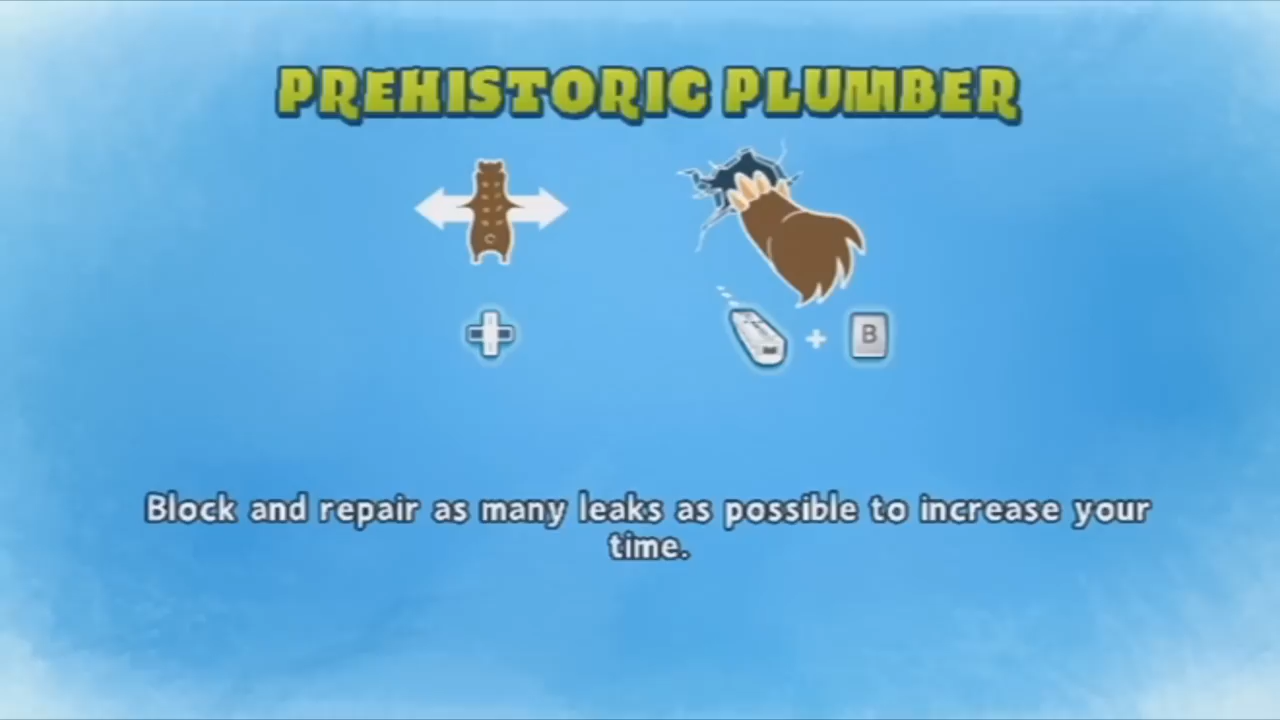 PREHISTORIC PLUMBER
B
Block and repair as many leaks as possible to increase your
time.